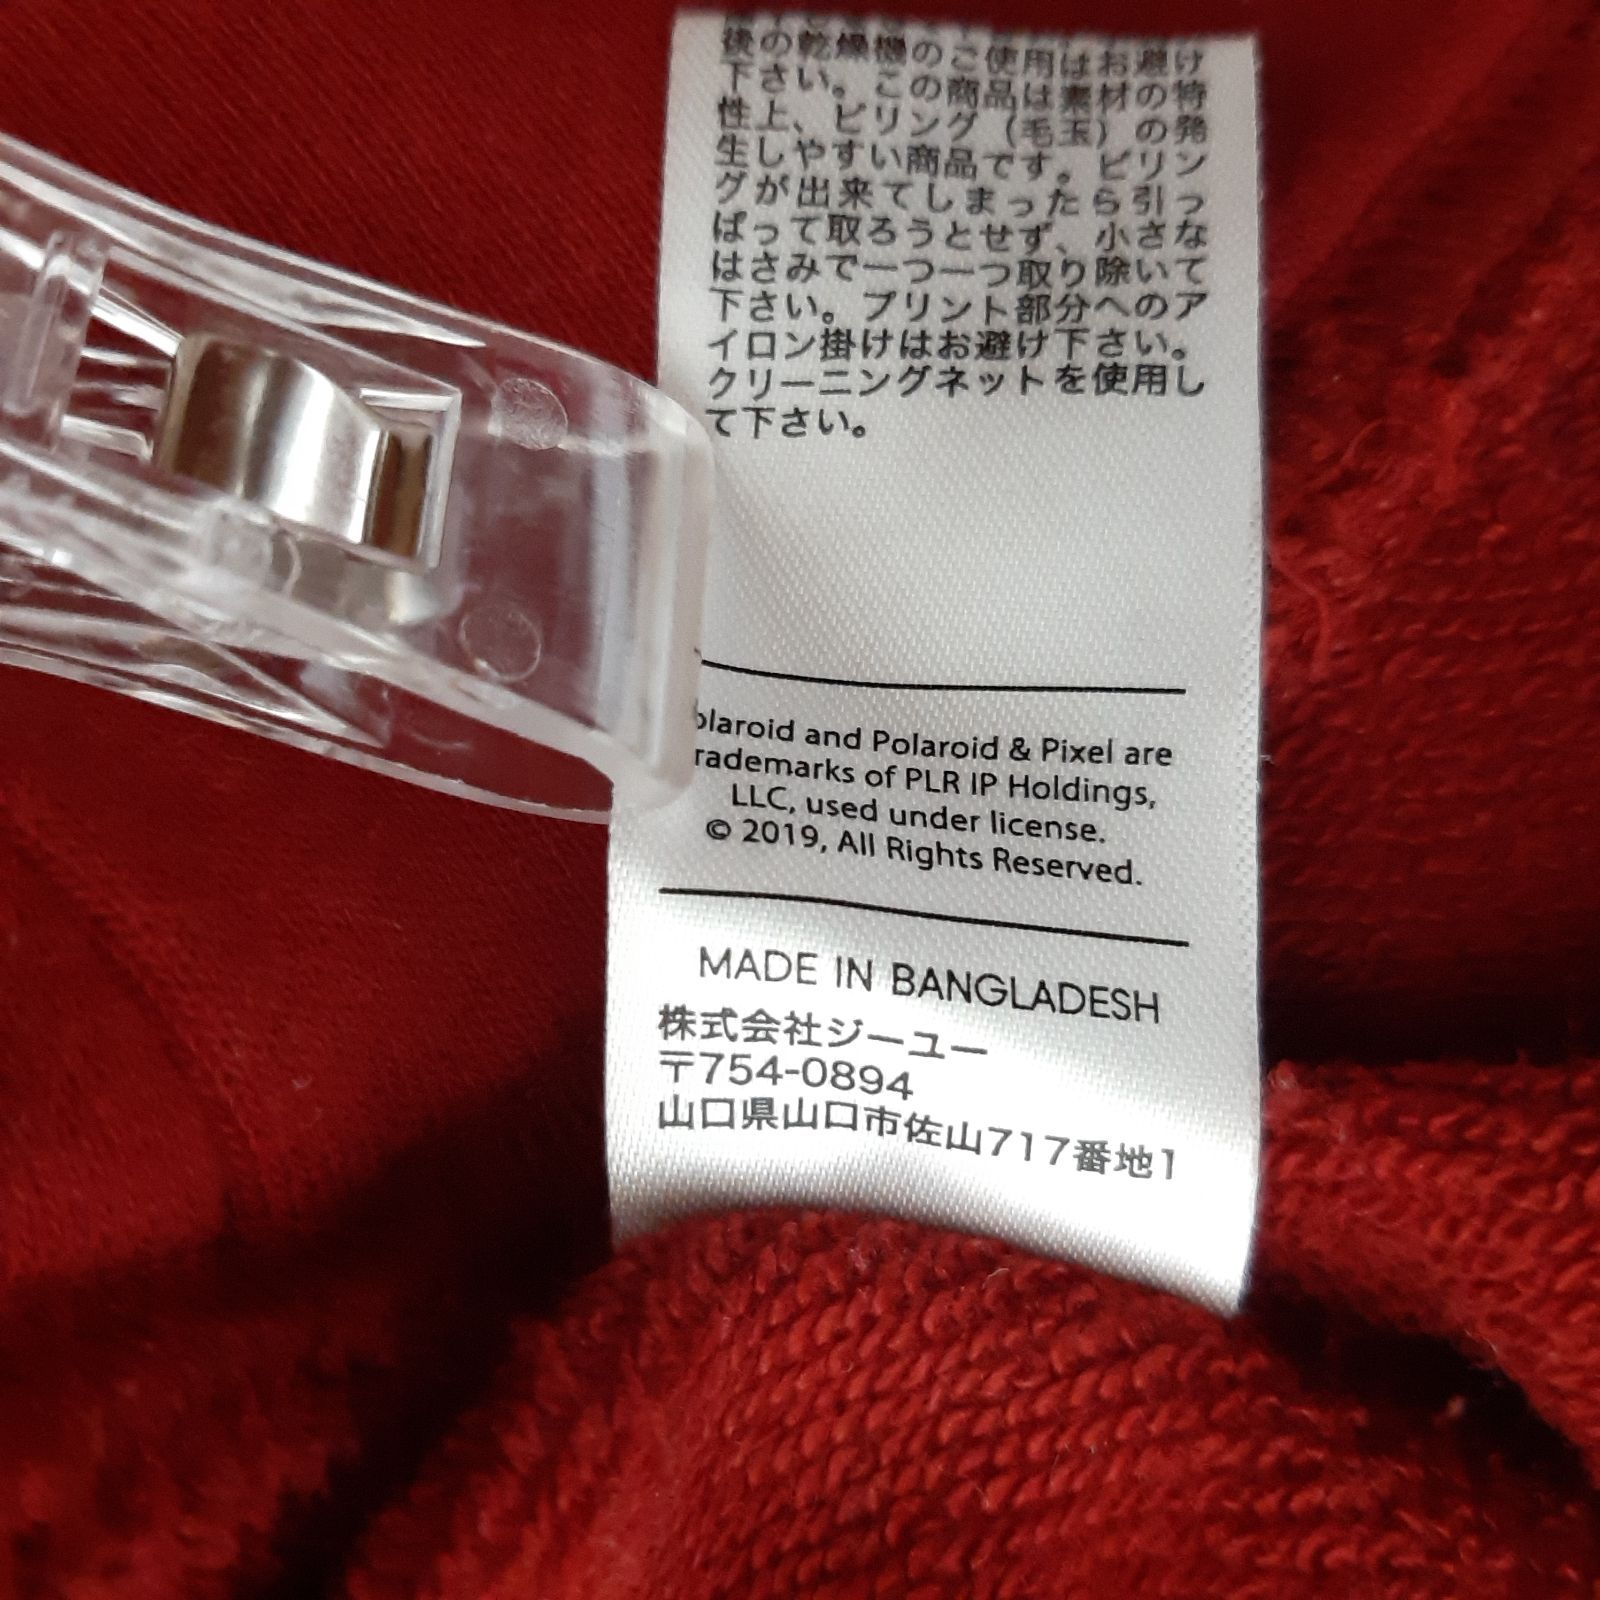 後の乾燥機のご使用はお避け
下さい。この商品は素材の特
性上、ピリング（毛玉）の発
生しやすい商品です。ピリン
グが出来てしまったら引っ
ぱって取ろうとせず、小さな
はさみで一つ一つ取り除いて
下さい。プリント部分へのア
イロン掛けはお避け下さい。
クリーニングネットを使用し
て下さい。
olaroid and Polaroid & Pixel are
rademarks of PLR IP Holdings,
LLC, used under license.
© 2019, All Rights Reserved.
MADE IN BANGLADESH
株式会社ジーユー
〒754-0894
山口県山口市佐山717番地1